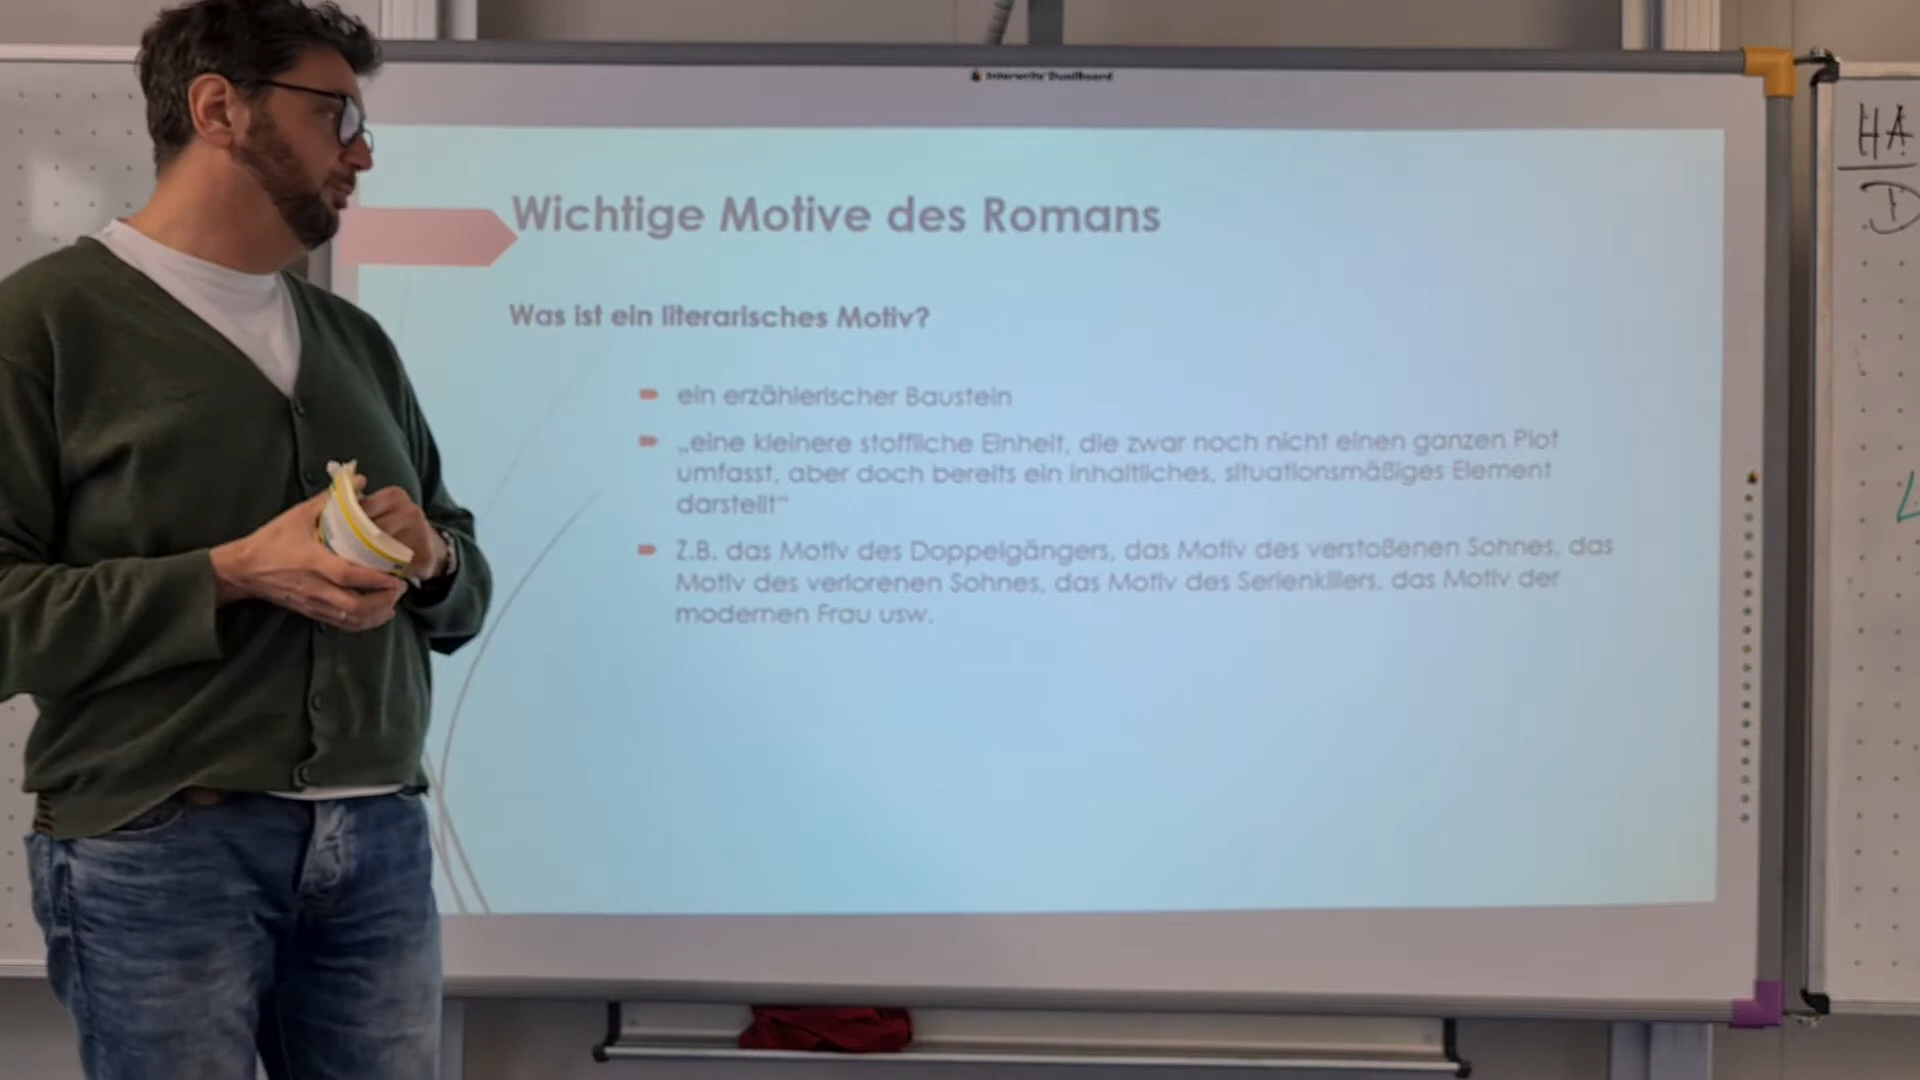 Interwrite DualBoard
Wichtige Motive des Romans
Was ist ein literarisches Motiv?
ein erzählerischer Baustein
„eine kleinere stoffliche Einheit, die zwar noch nicht einen ganzen Plot
umfasst, aber doch bereits ein inhaltliches, situationsmäßiges Element
darstellt“
Z.B. das Motiv des Doppelgängers, das Motiv des verstoßenen Sohnes, das
Motiv des verlorenen Sohnes, das Motiv des Serienkillers, das Motiv der
modernen Frau usw.
HA
D